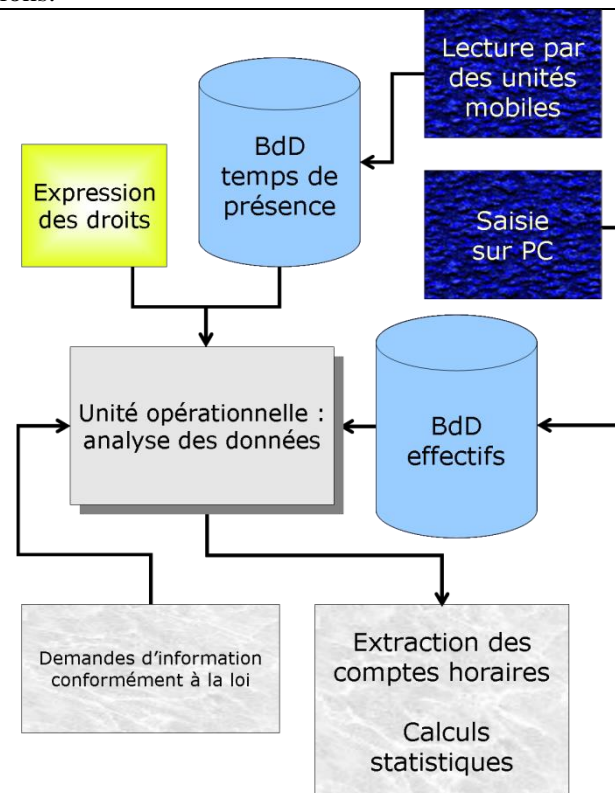 Lecture par
des unités
mobiles
BdD
temps de
présence
Expression
des droits
Saisie
sur PC
Unité opérationnelle :
analyse des données
BdD
effectifs
Demandes d'information
conformément à la loi
Extraction des
comptes horaires
Calculs
statistiques